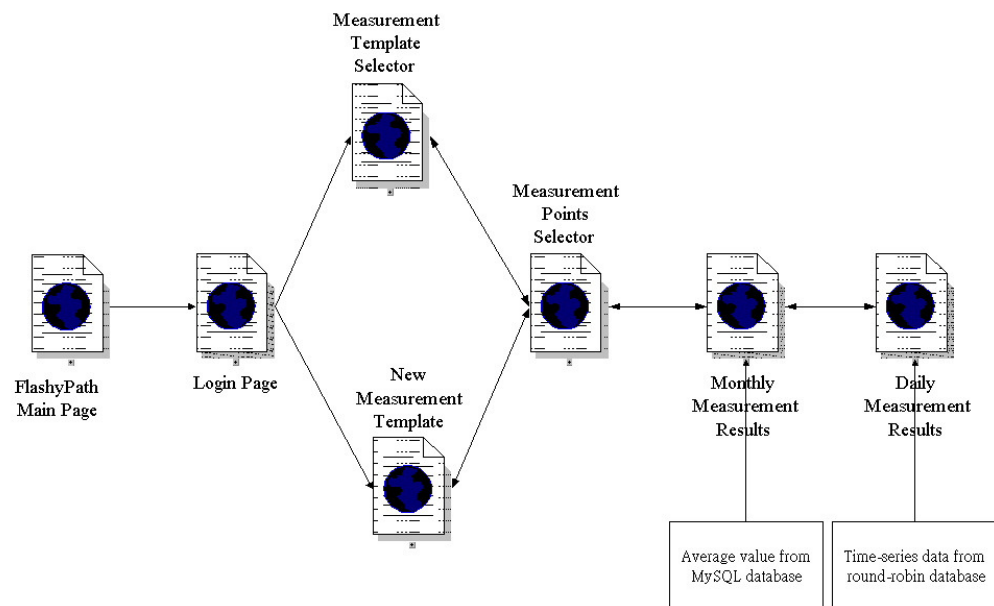 Measurement
Template
Selector
Measurement
Points
Selector
FlashyPath
Main Page
Login Page
New
Measurement
Template
Monthly
Measurement
Results
Daily
Measurement
Results
Average value from
MySQL database
Time-series data from
round-robin database